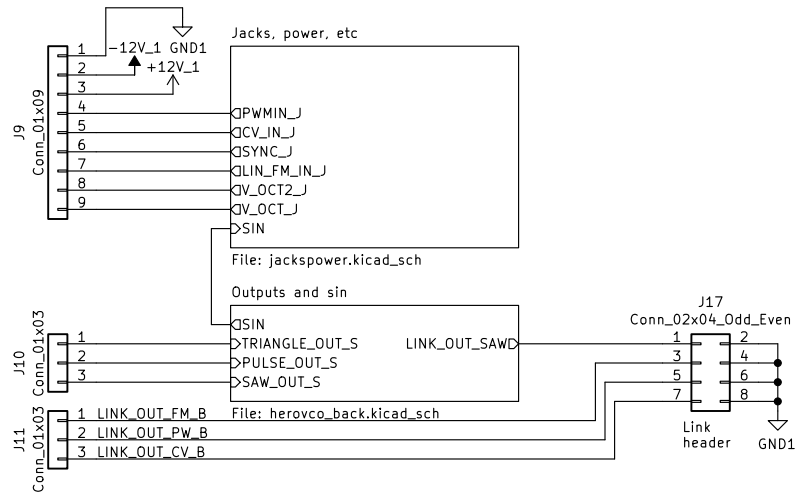 Jacks, power, etc
-12V_1 GND1
+12V_1
J9
Conn_01x09
1
2
3
4
5
6
7
8
9
PWMIN_J
CV_IN_J
SYNC_J
LIN_FM_IN_J
V_OCT2_J
V_OCT_J
SIN
File: jackspower.kicad_sch
Outputs and sin
SIN
TRIANGLE_OUT_S
PULSE_OUT_S
SAW_OUT_S
LINK_OUT_SAW
File: herovco_back.kicad_sch
J10
Conn_01x03
1
2
3
J11
Conn_01x03
1 LINK_OUT_FM_B
2 LINK_OUT_PW_B
3 LINK_OUT_CV_B
J17
Conn_02x04_Odd_Even
1 2
3 4
5 6
7 8
Link
header
GND1